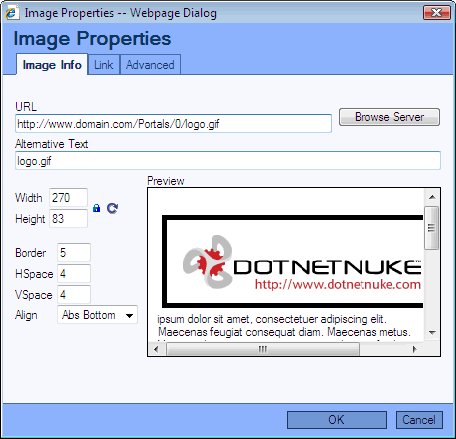 Image Properties -- Webpage Dialog
Image Properties
Image Info Link Advanced
URL
http://www.domain.com/Portals/0/logo.gif Browse Server
Alternative Text
logo.gif
Preview
Width 270
Height 83
Border 5
HSpace 4
VSpace 4
Align Abs Bottom
DOTNETNUKE
http://www.dotnetnuke.com
ipsum dolor sit amet, consectetuer adipiscing elit.
Maecenas feugiat consequat diam. Maecenas metus.
OK Cancel